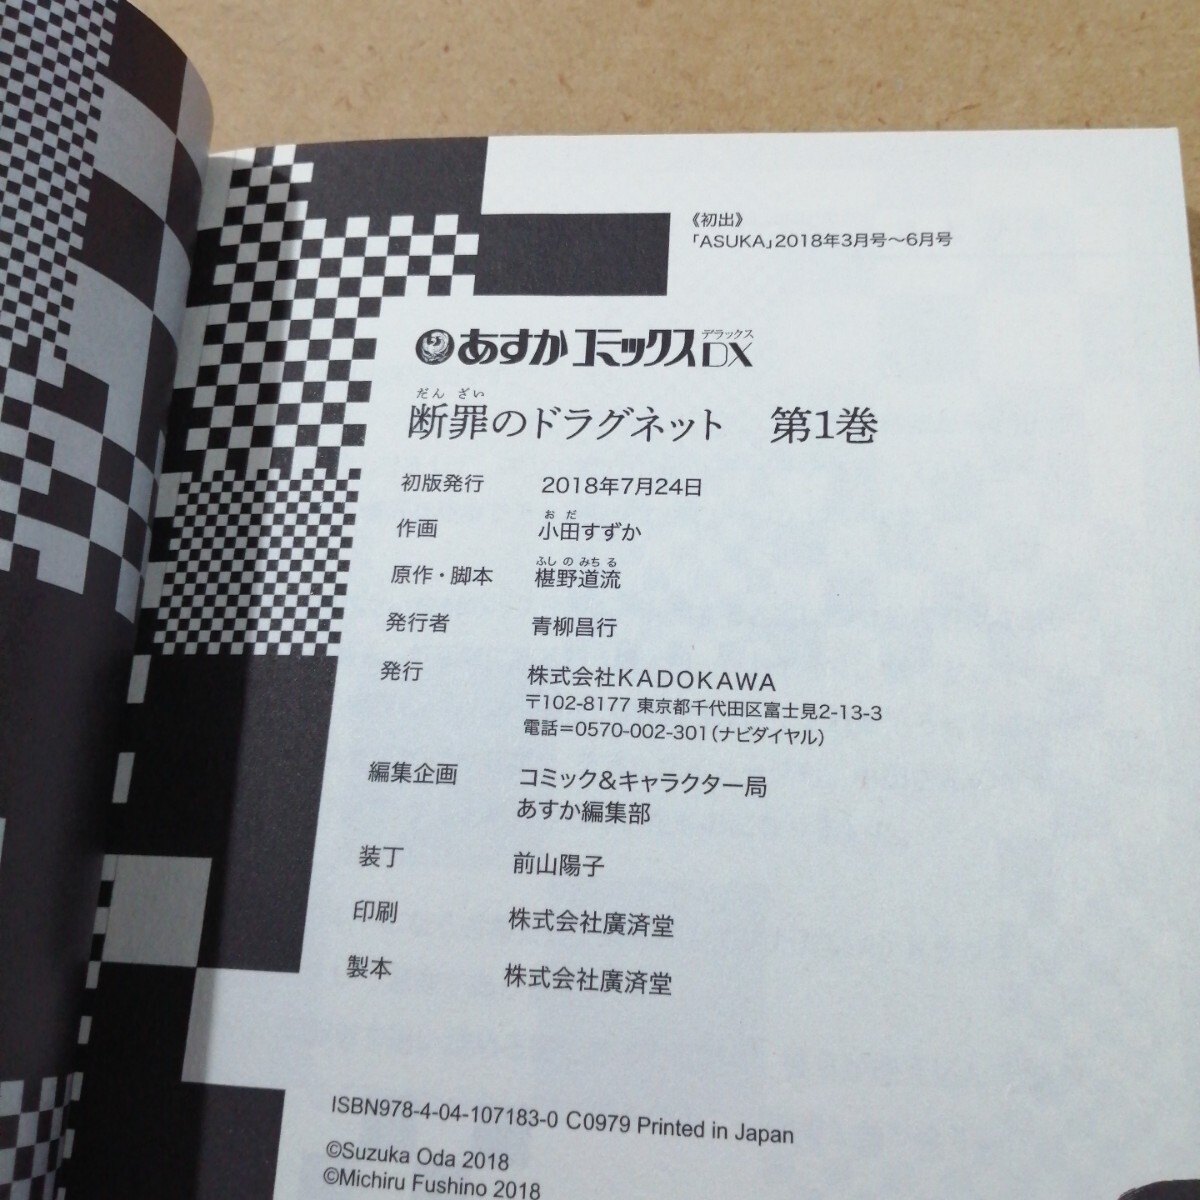 《初出》
「ASUKA」2018年3月号～6月号
デラックス
あすかコミックスDX
だん ざい
断罪のドラグネット 第1巻
初版発行 2018年7月24日
おだ
作画 小田すずか
ふしのみちる
原作・脚本 椹野道流
発行者 青柳昌行
発行 株式会社KADOKAWA
〒102-8177 東京都千代田区富士見2-13-3
電話＝0570-002-301（ナビダイヤル）
編集企画 コミック&キャラクター局
あすか編集部
装丁 前山陽子
印刷 株式会社廣済堂
製本 株式会社廣済堂
ISBN978-4-04-107183-0 C0979 Printed in Japan
©Suzuka Oda 2018
©Michiru Fushino 2018